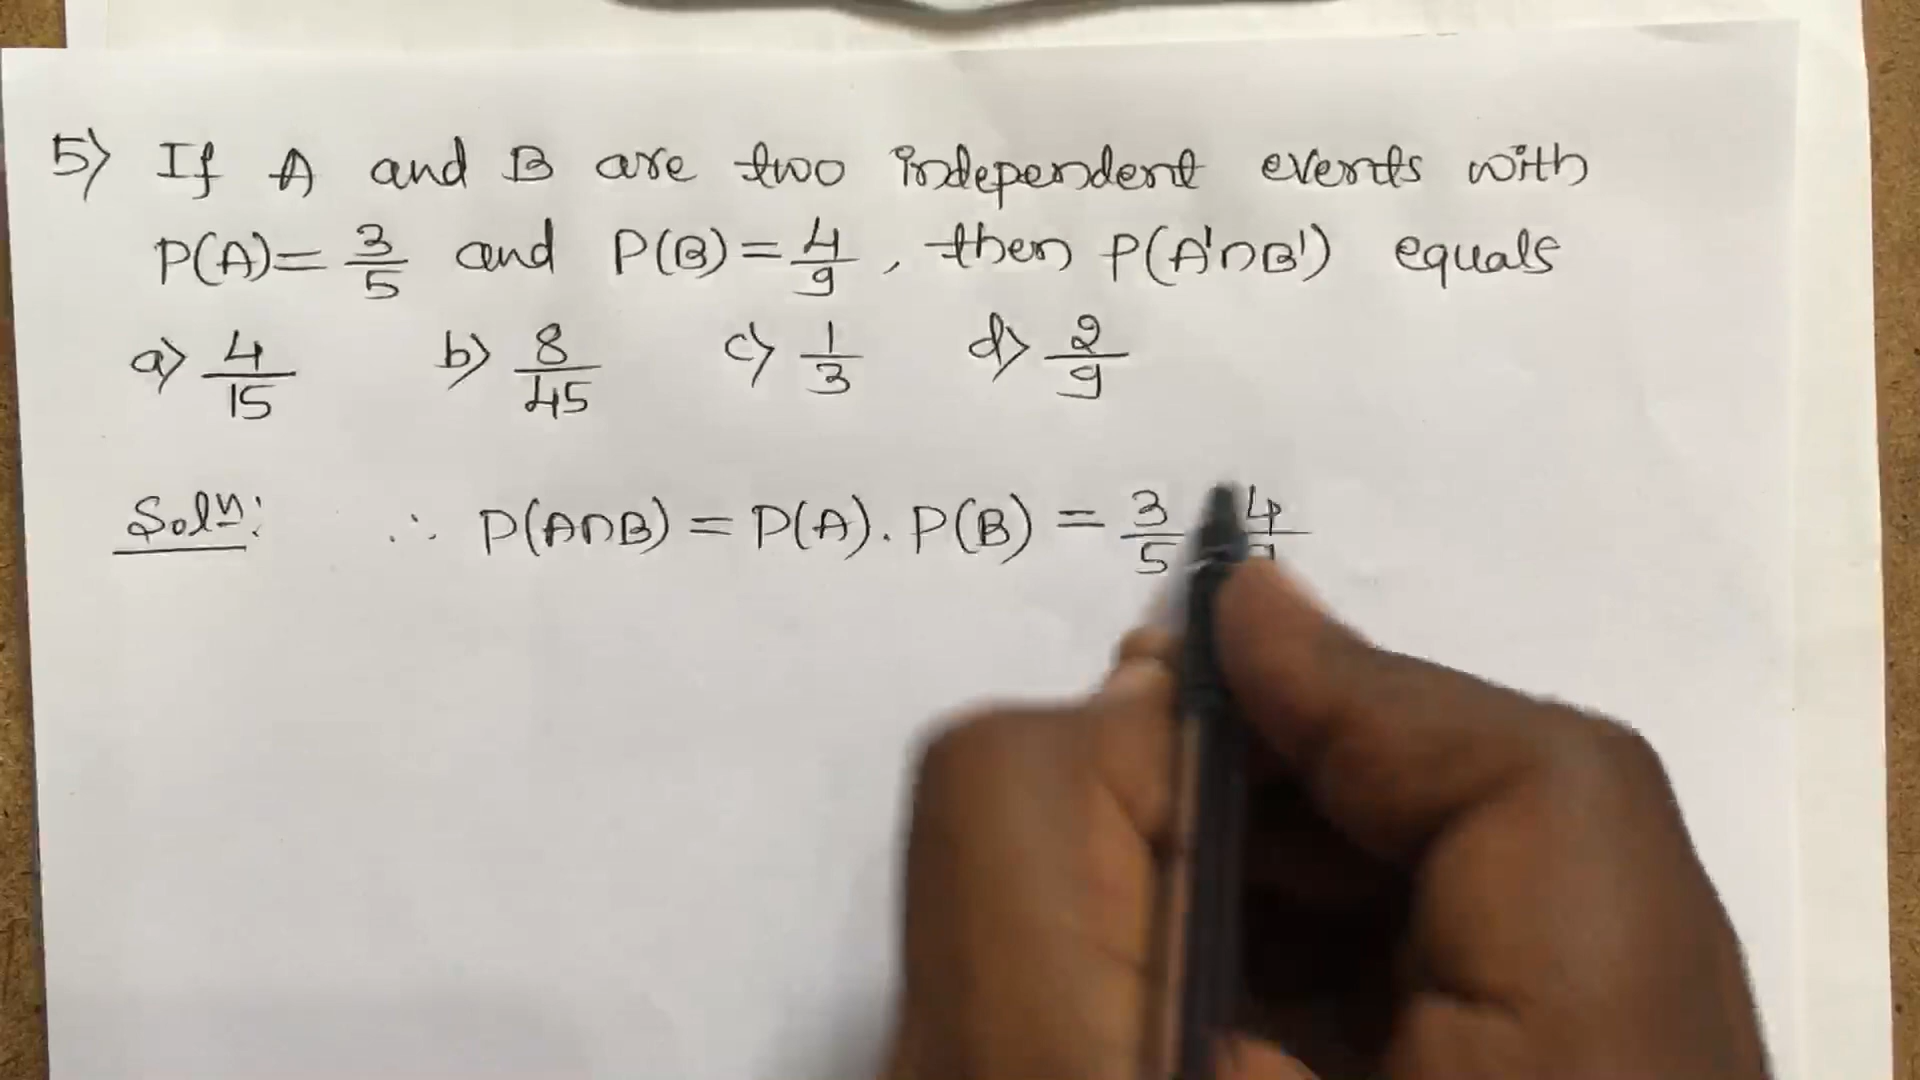 5) If A and B are two independent events with
P(A)= 3/5 and P(B)= 4/9, then P(A'∩B') equals
a) 4/15 b) 8/45 c) 1/3 d) 2/9
Solⁿ: ∴ P(A∩B) = P(A). P(B) = 3/5 4/